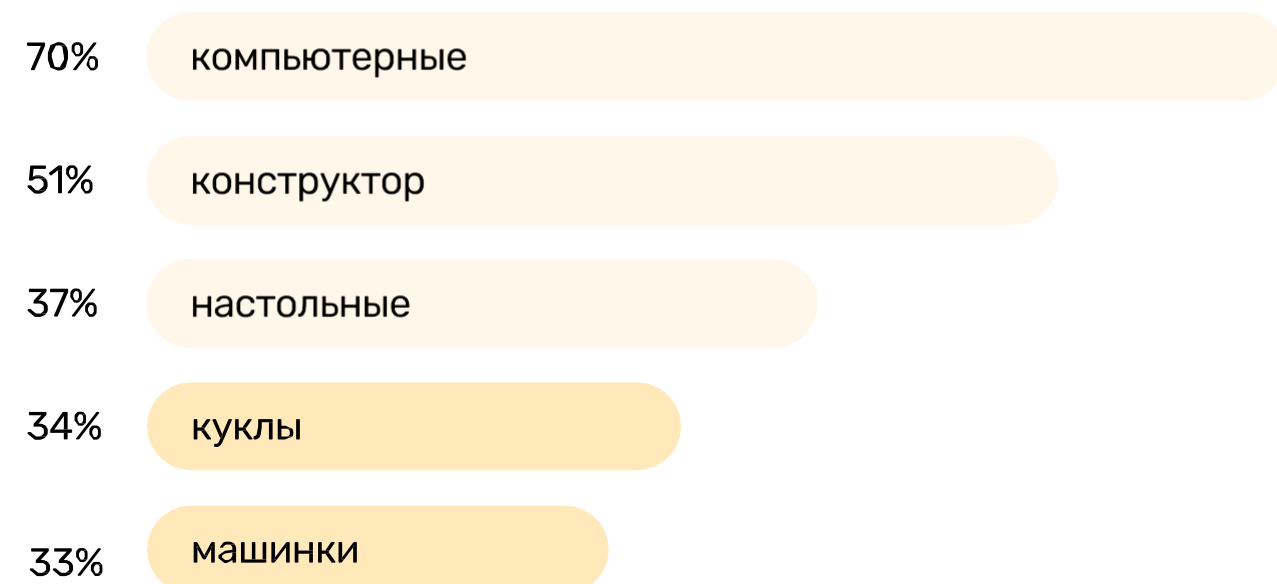 70% компьютерные
51% конструктор
37% настольные
34% куклы
33% машинки